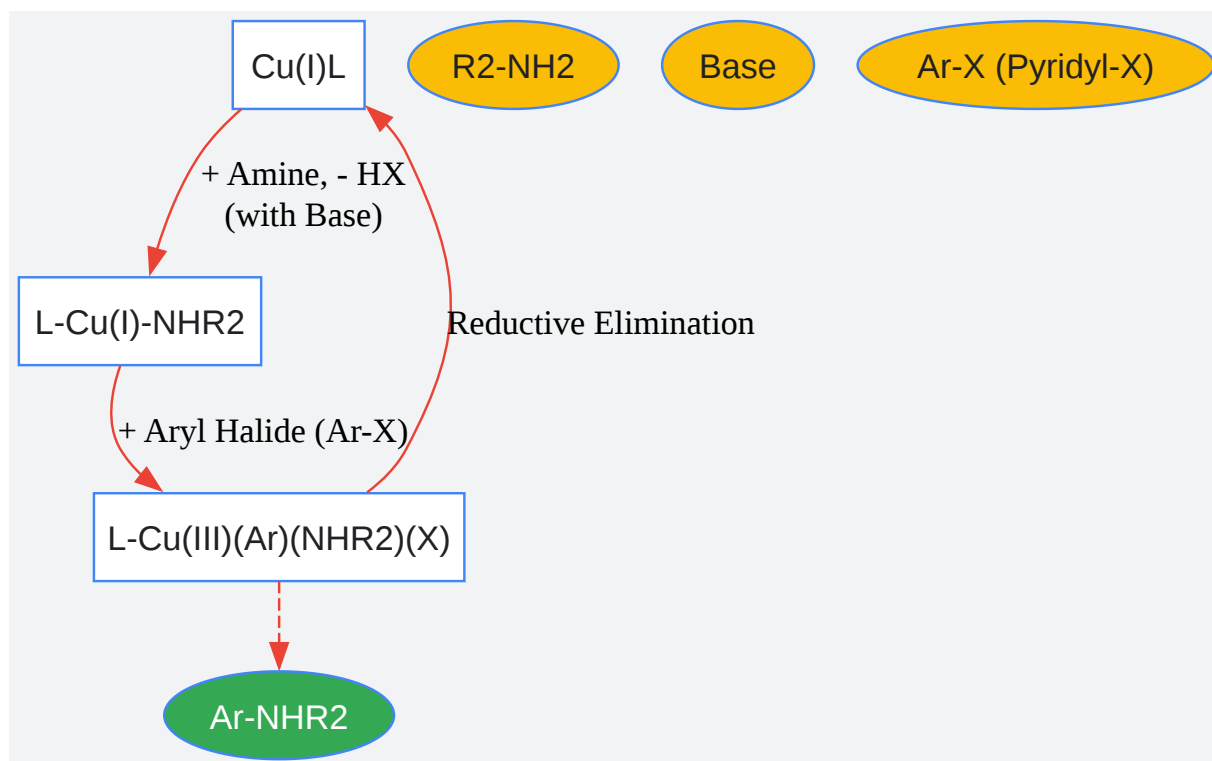 Cu(I)L
R2-NH2
Base
Ar-X (Pyridyl-X)
+ Amine, - HX
(with Base)
L-Cu(I)-NHR2
Reductive Elimination
+ Aryl Halide (Ar-X)
L-Cu(III)(Ar)(NHR2)(X)
Ar-NHR2